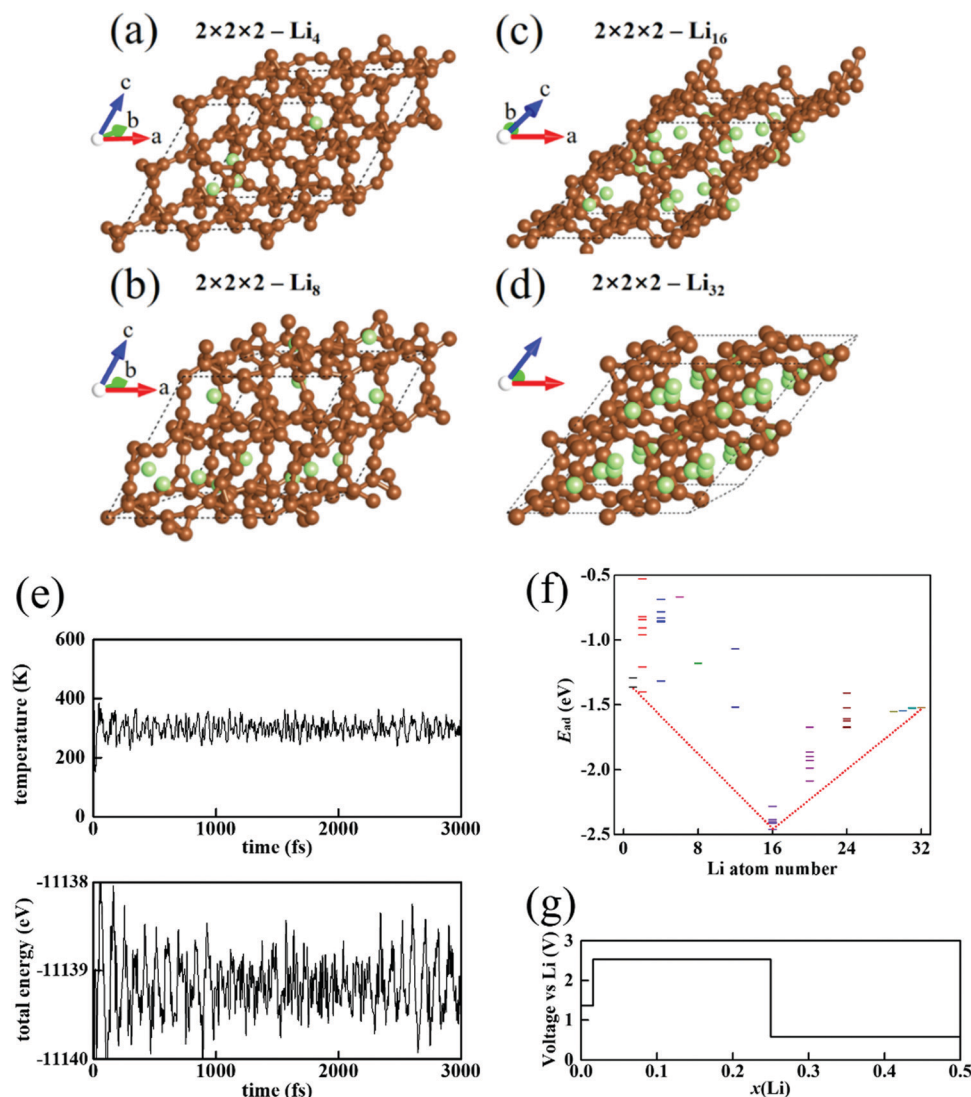 (a) 2×2×2 – Li₄
c
b
a
(c) 2×2×2 – Li₁₆
c
b
a
(b) 2×2×2 – Li₈
c
b
a
(d) 2×2×2 – Li₃₂
(e)
600
400
200
0
temperature (K)
0 1000 2000 3000
time (fs)
-11138
-11139
-11140
total energy (eV)
0 1000 2000 3000
time (fs)
(f)
-0.5
-1.0
-1.5
-2.0
-2.5
E_ad (eV)
0 8 16 24 32
Li atom number
(g)
3
2
1
0
Voltage vs Li (V)
0.0 0.1 0.2 0.3 0.4 0.5
x(Li)